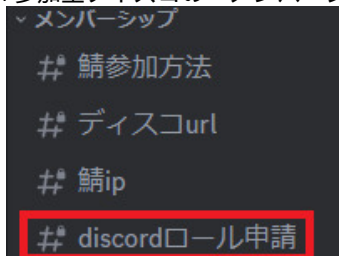 メンバーシップ
鯖参加方法
ディスコurl
鯖ip
discordロール申請